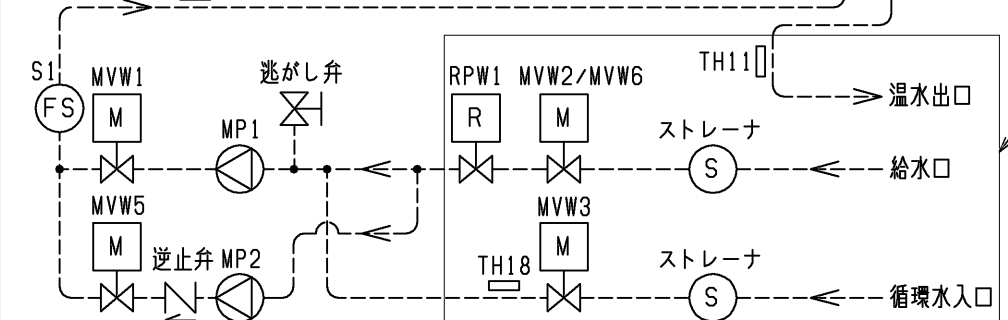 S1
FS
MVW1
M
逃がし弁
MP1
RPW1
R
MVW2/MVW6
M
TH11
温水出口
ストレーナ
S
給水口
MVW5
M
逆止弁
MP2
MVW3
M
TH18
ストレーナ
S
循環水入口